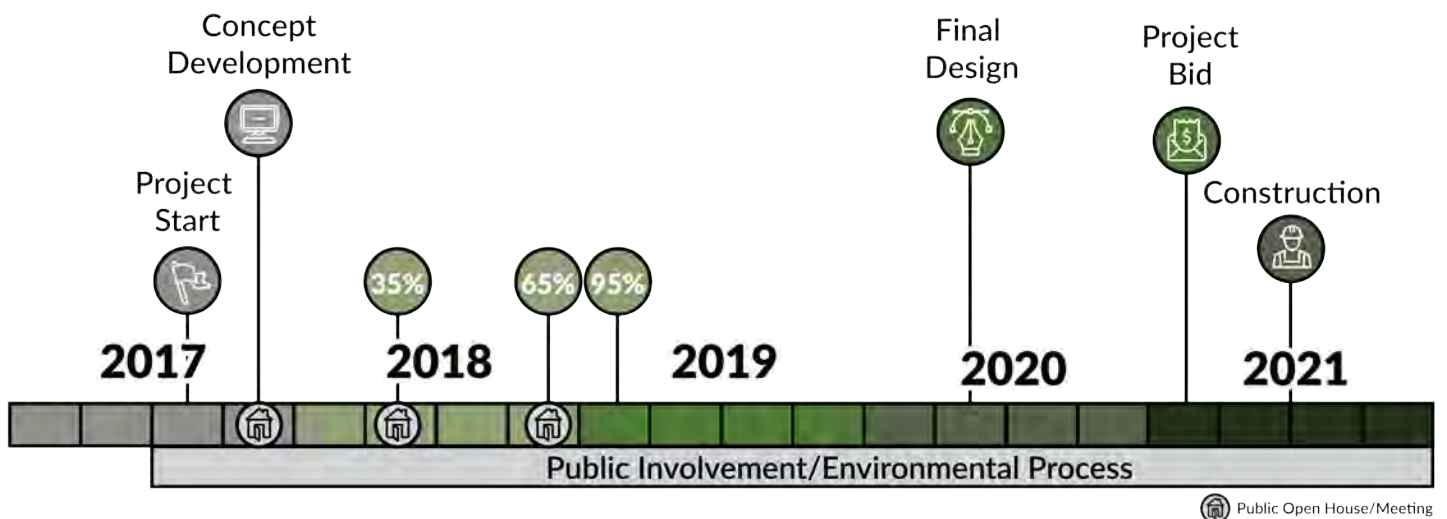 Concept
Development
Project
Start
35%
65%
95%
Final
Design
Project
Bid
$
Construction
2017
2018
2019
2020
2021
Public Involvement/Environmental Process
Public Open House/Meeting